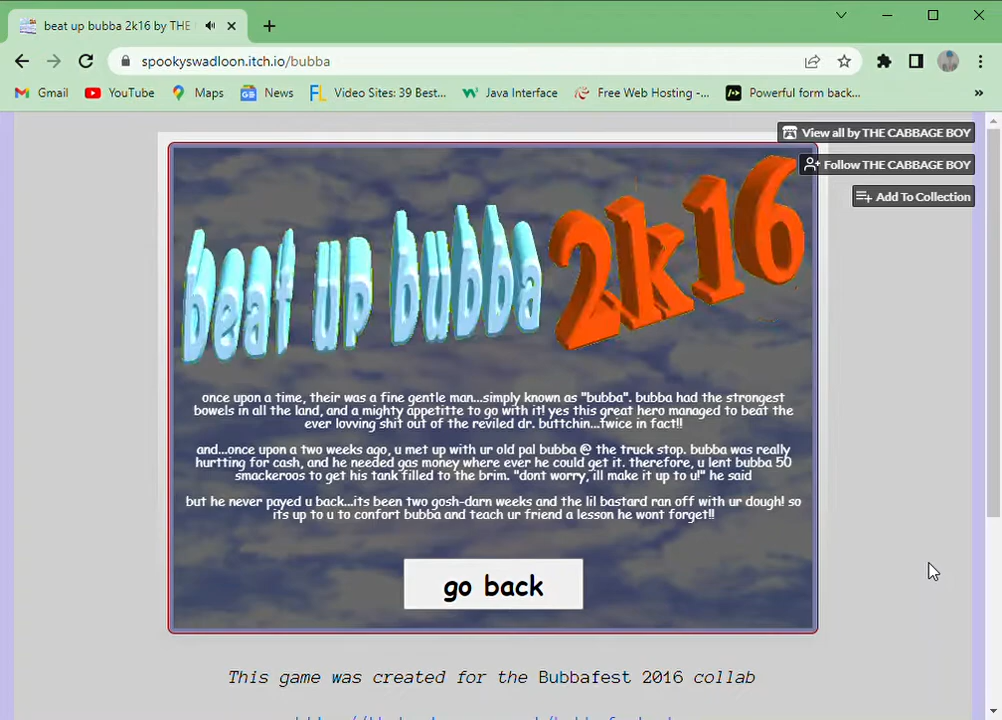 beat up bubba 2k16 by THE
spookyswadloon.itch.io/bubba
Gmail YouTube Maps News Video Sites: 39 Best... Java Interface Free Web Hosting -... Powerful form back... »
View all by THE CABBAGE BOY
Follow THE CABBAGE BOY
Add To Collection
beat up bubba 2k16
once upon a time, their was a fine gentle man...simply known as "bubba". bubba had the strongest
bowels in all the land, and a mighty appetitte to go with it! yes this great hero managed to beat the
ever lovving shit out of the reviled dr. buttchin...twice in fact!!
and...once upon a two weeks ago, u met up with ur old pal bubba @ the truck stop. bubba was really
hurtting for cash, and he needed gas money where ever he could get it. therefore, u lent bubba 50
smackeroos to get his tank filled to the brim. "dont worry, ill make it up to u!" he said
but he never payed u back...its been two gosh-darn weeks and the lil bastard ran off with ur dough! so
its up to u to confort bubba and teach ur friend a lesson he wont forget!!
go back
This game was created for the Bubbafest 2016 collab